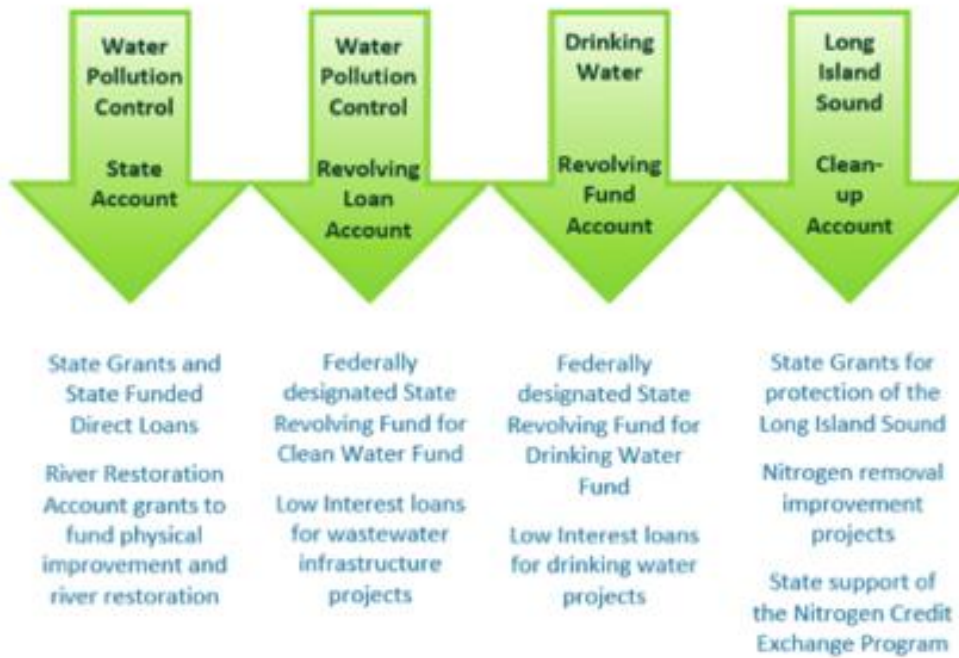 Water
Pollution
Control
State
Account
Water
Pollution
Control
Revolving
Loan
Account
Drinking
Water
Revolving
Fund
Account
Long
Island
Sound
Clean-
up
Account
State Grants and
State Funded
Direct Loans
River Restoration
Account grants to
fund physical
improvement and
river restoration
Federally
designated State
Revolving Fund for
Clean Water Fund
Low Interest loans
for wastewater
infrastructure
projects
Federally
designated State
Revolving Fund for
Drinking Water
Fund
Low Interest loans
for drinking water
projects
State Grants for
protection of the
Long Island Sound
Nitrogen removal
improvement
projects
State support of
the Nitrogen Credit
Exchange Program